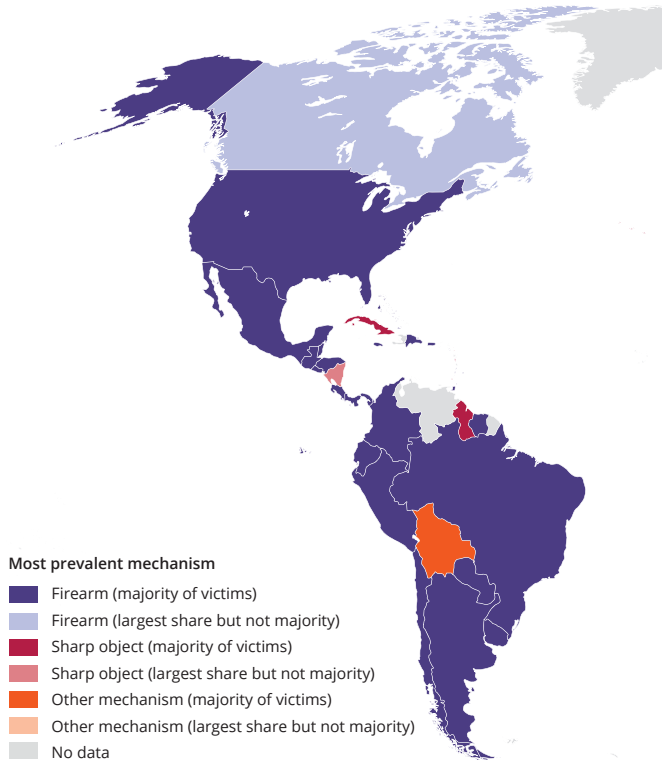 Most prevalent mechanism
Firearm (majority of victims)
Firearm (largest share but not majority)
Sharp object (majority of victims)
Sharp object (largest share but not majority)
Other mechanism (majority of victims)
Other mechanism (largest share but not majority)
No data